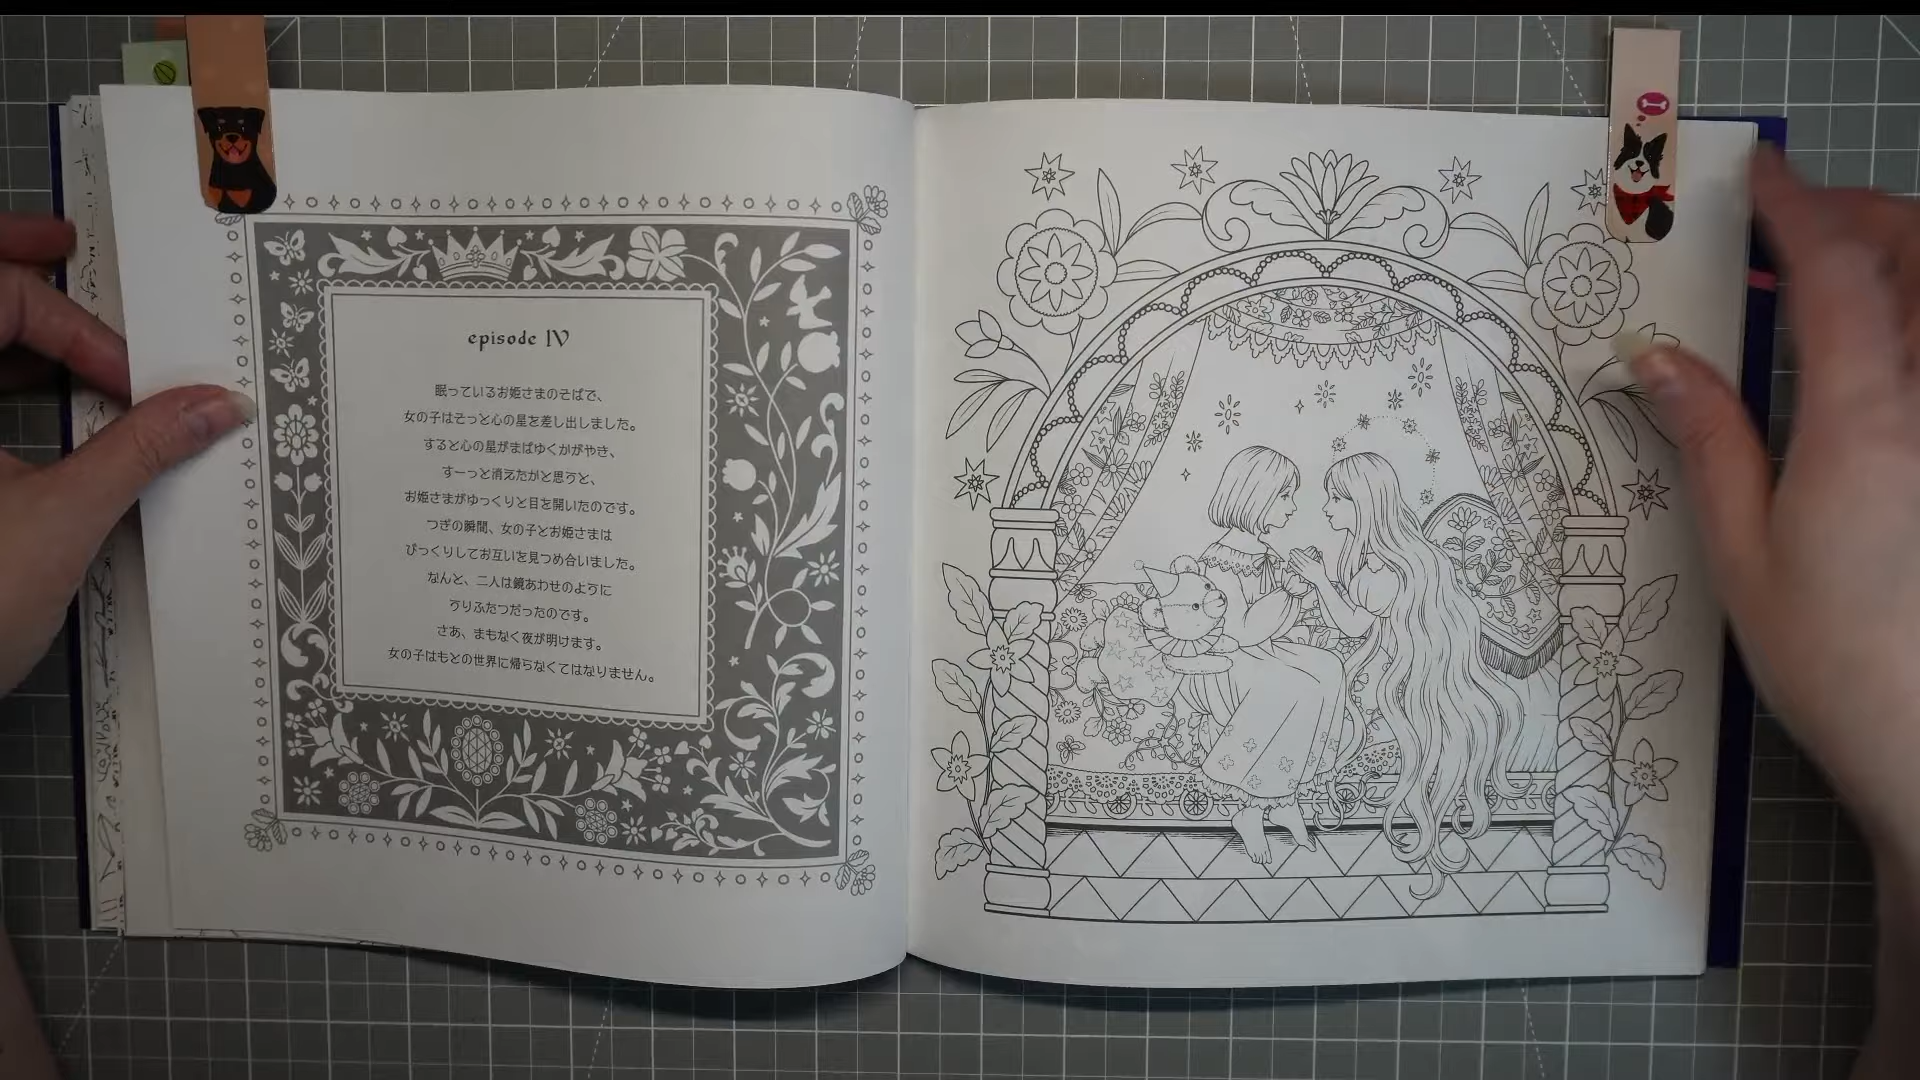 episode IV
眠っているお姫さまのそばで、
女の子はそっと心の星を差し出しました。
すると心の星がまばゆくかがやき、
すーっと消えたかと思うと、
お姫さまがゆっくりと目を開いたのです。
つぎの瞬間、女の子とお姫さまは
びっくりしてお互いを見つめ合いました。
なんと、二人は鏡あわせのように
うりふたつだったのです。
さあ、まもなく夜が明けます。
女の子はもとの世界に帰らなくてはなりません。